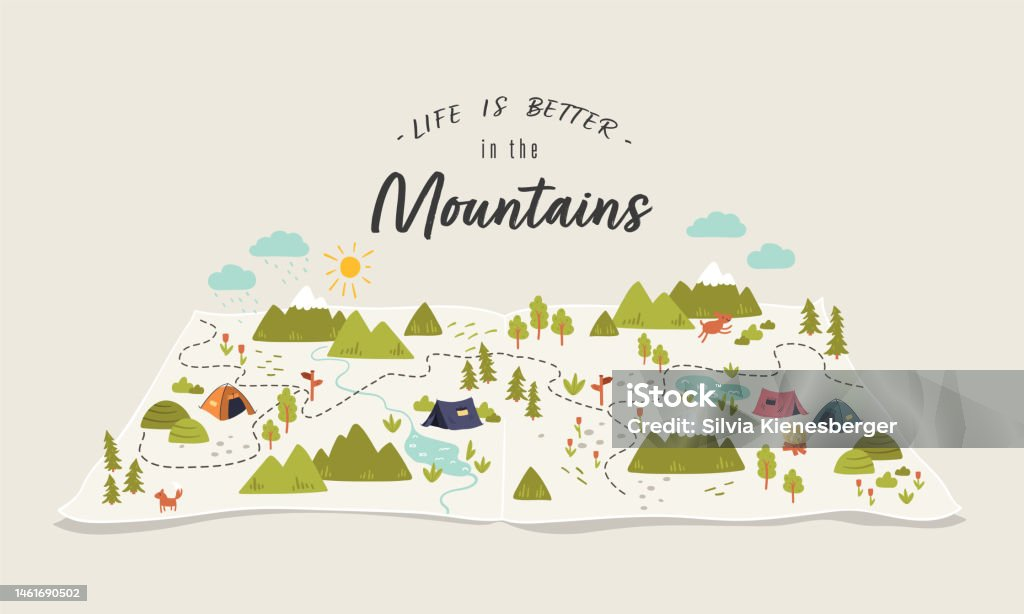 - LIFE IS BETTER -
in the
Mountains
iStock
Credit: Silvia Kienesberger
1461690502